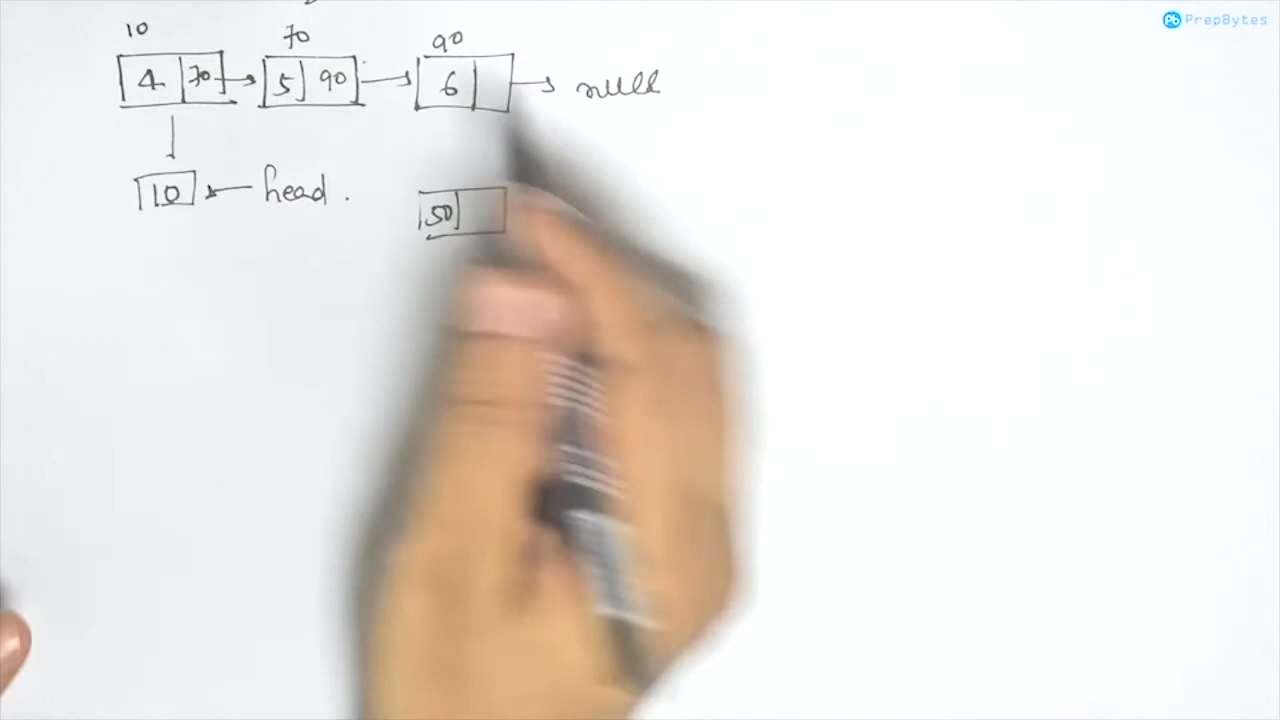 PrepBytes
10 70 90
4 70 5 90 6 null
10 head.
50